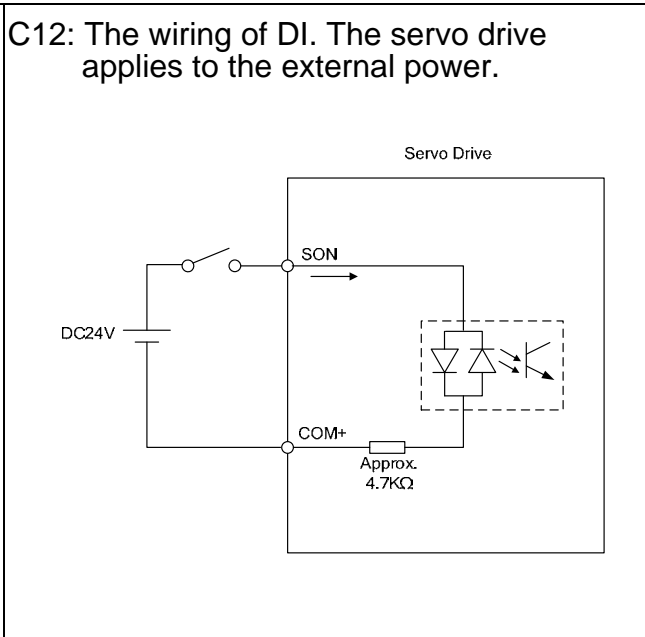 C12: The wiring of DI. The servo drive
applies to the external power.
Servo Drive
SON
DC24V
COM+
Approx.
4.7KΩ